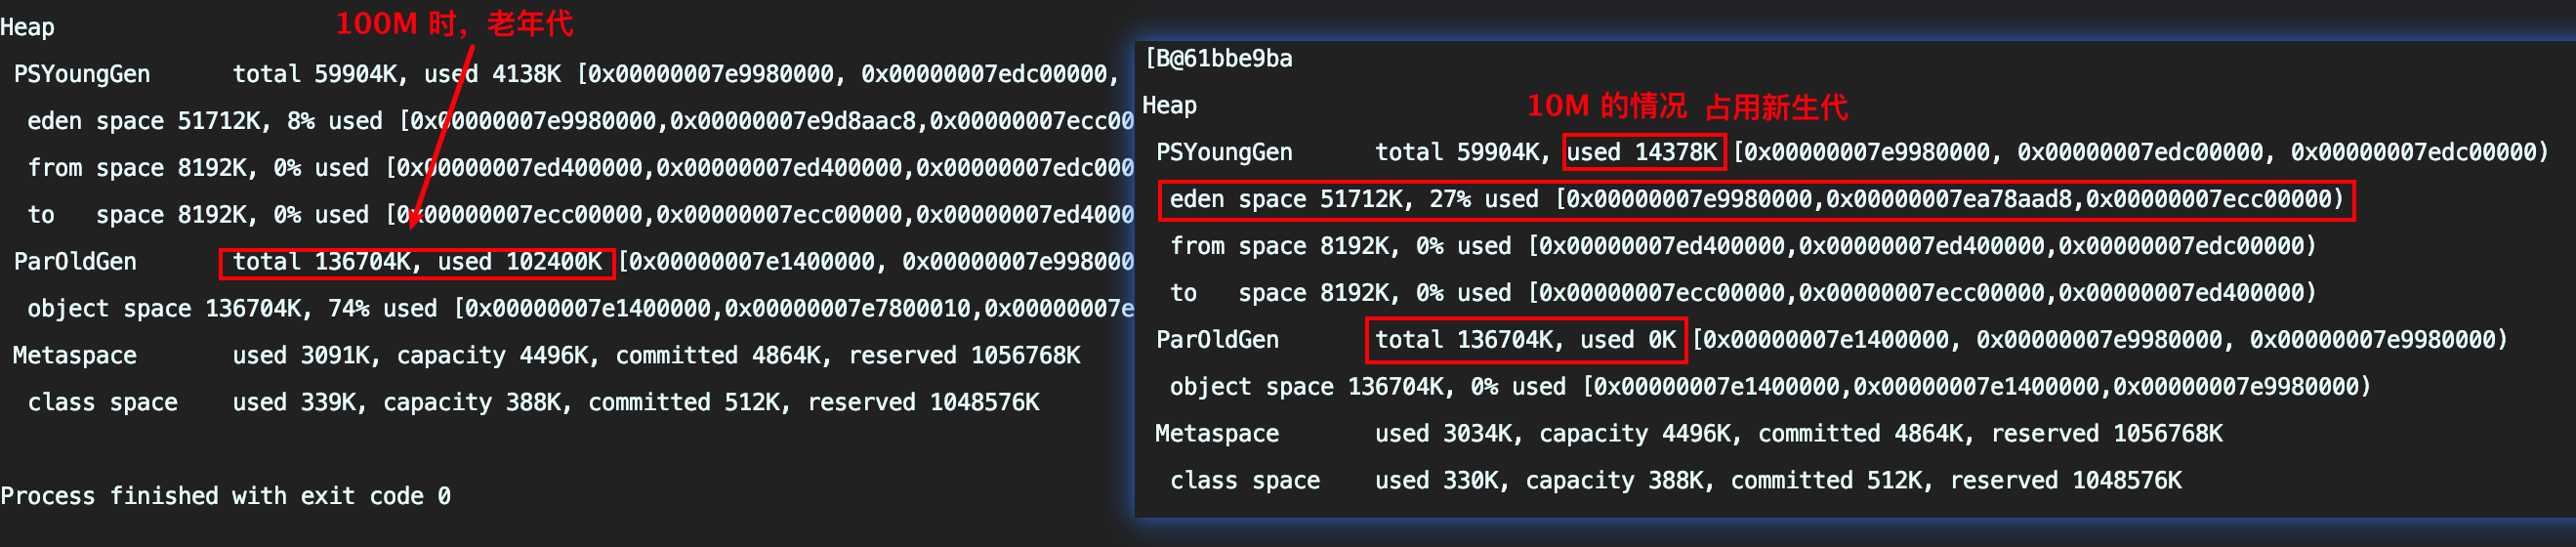 100M 时，老年代
Heap
PSYoungGen total 59904K, used 4138K [0x00000007e9980000, 0x00000007edc00000,
eden space 51712K, 8% used [0x00000007e9980000,0x00000007e9d8aac8,0x00000007ecc00
from space 8192K, 0% used [0x00000007ed400000,0x00000007ed400000,0x00000007edc000
to space 8192K, 0% used [0x00000007ecc00000,0x00000007ecc00000,0x00000007ed4000
ParOldGen total 136704K, used 102400K [0x00000007e1400000, 0x00000007e998000
object space 136704K, 74% used [0x00000007e1400000,0x00000007e7800010,0x00000007e
Metaspace used 3091K, capacity 4496K, committed 4864K, reserved 1056768K
class space used 339K, capacity 388K, committed 512K, reserved 1048576K
Process finished with exit code 0
[B@61bbe9ba
Heap
10M 的情况 占用新生代
PSYoungGen total 59904K, used 14378K [0x00000007e9980000, 0x00000007edc00000, 0x00000007edc00000)
eden space 51712K, 27% used [0x00000007e9980000,0x00000007ea78aad8,0x00000007ecc00000)
from space 8192K, 0% used [0x00000007ed400000,0x00000007ed400000,0x00000007edc00000)
to space 8192K, 0% used [0x00000007ecc00000,0x00000007ecc00000,0x00000007ed400000)
ParOldGen total 136704K, used 0K [0x00000007e1400000, 0x00000007e9980000, 0x00000007e9980000)
object space 136704K, 0% used [0x00000007e1400000,0x00000007e1400000,0x00000007e9980000)
Metaspace used 3034K, capacity 4496K, committed 4864K, reserved 1056768K
class space used 330K, capacity 388K, committed 512K, reserved 1048576K